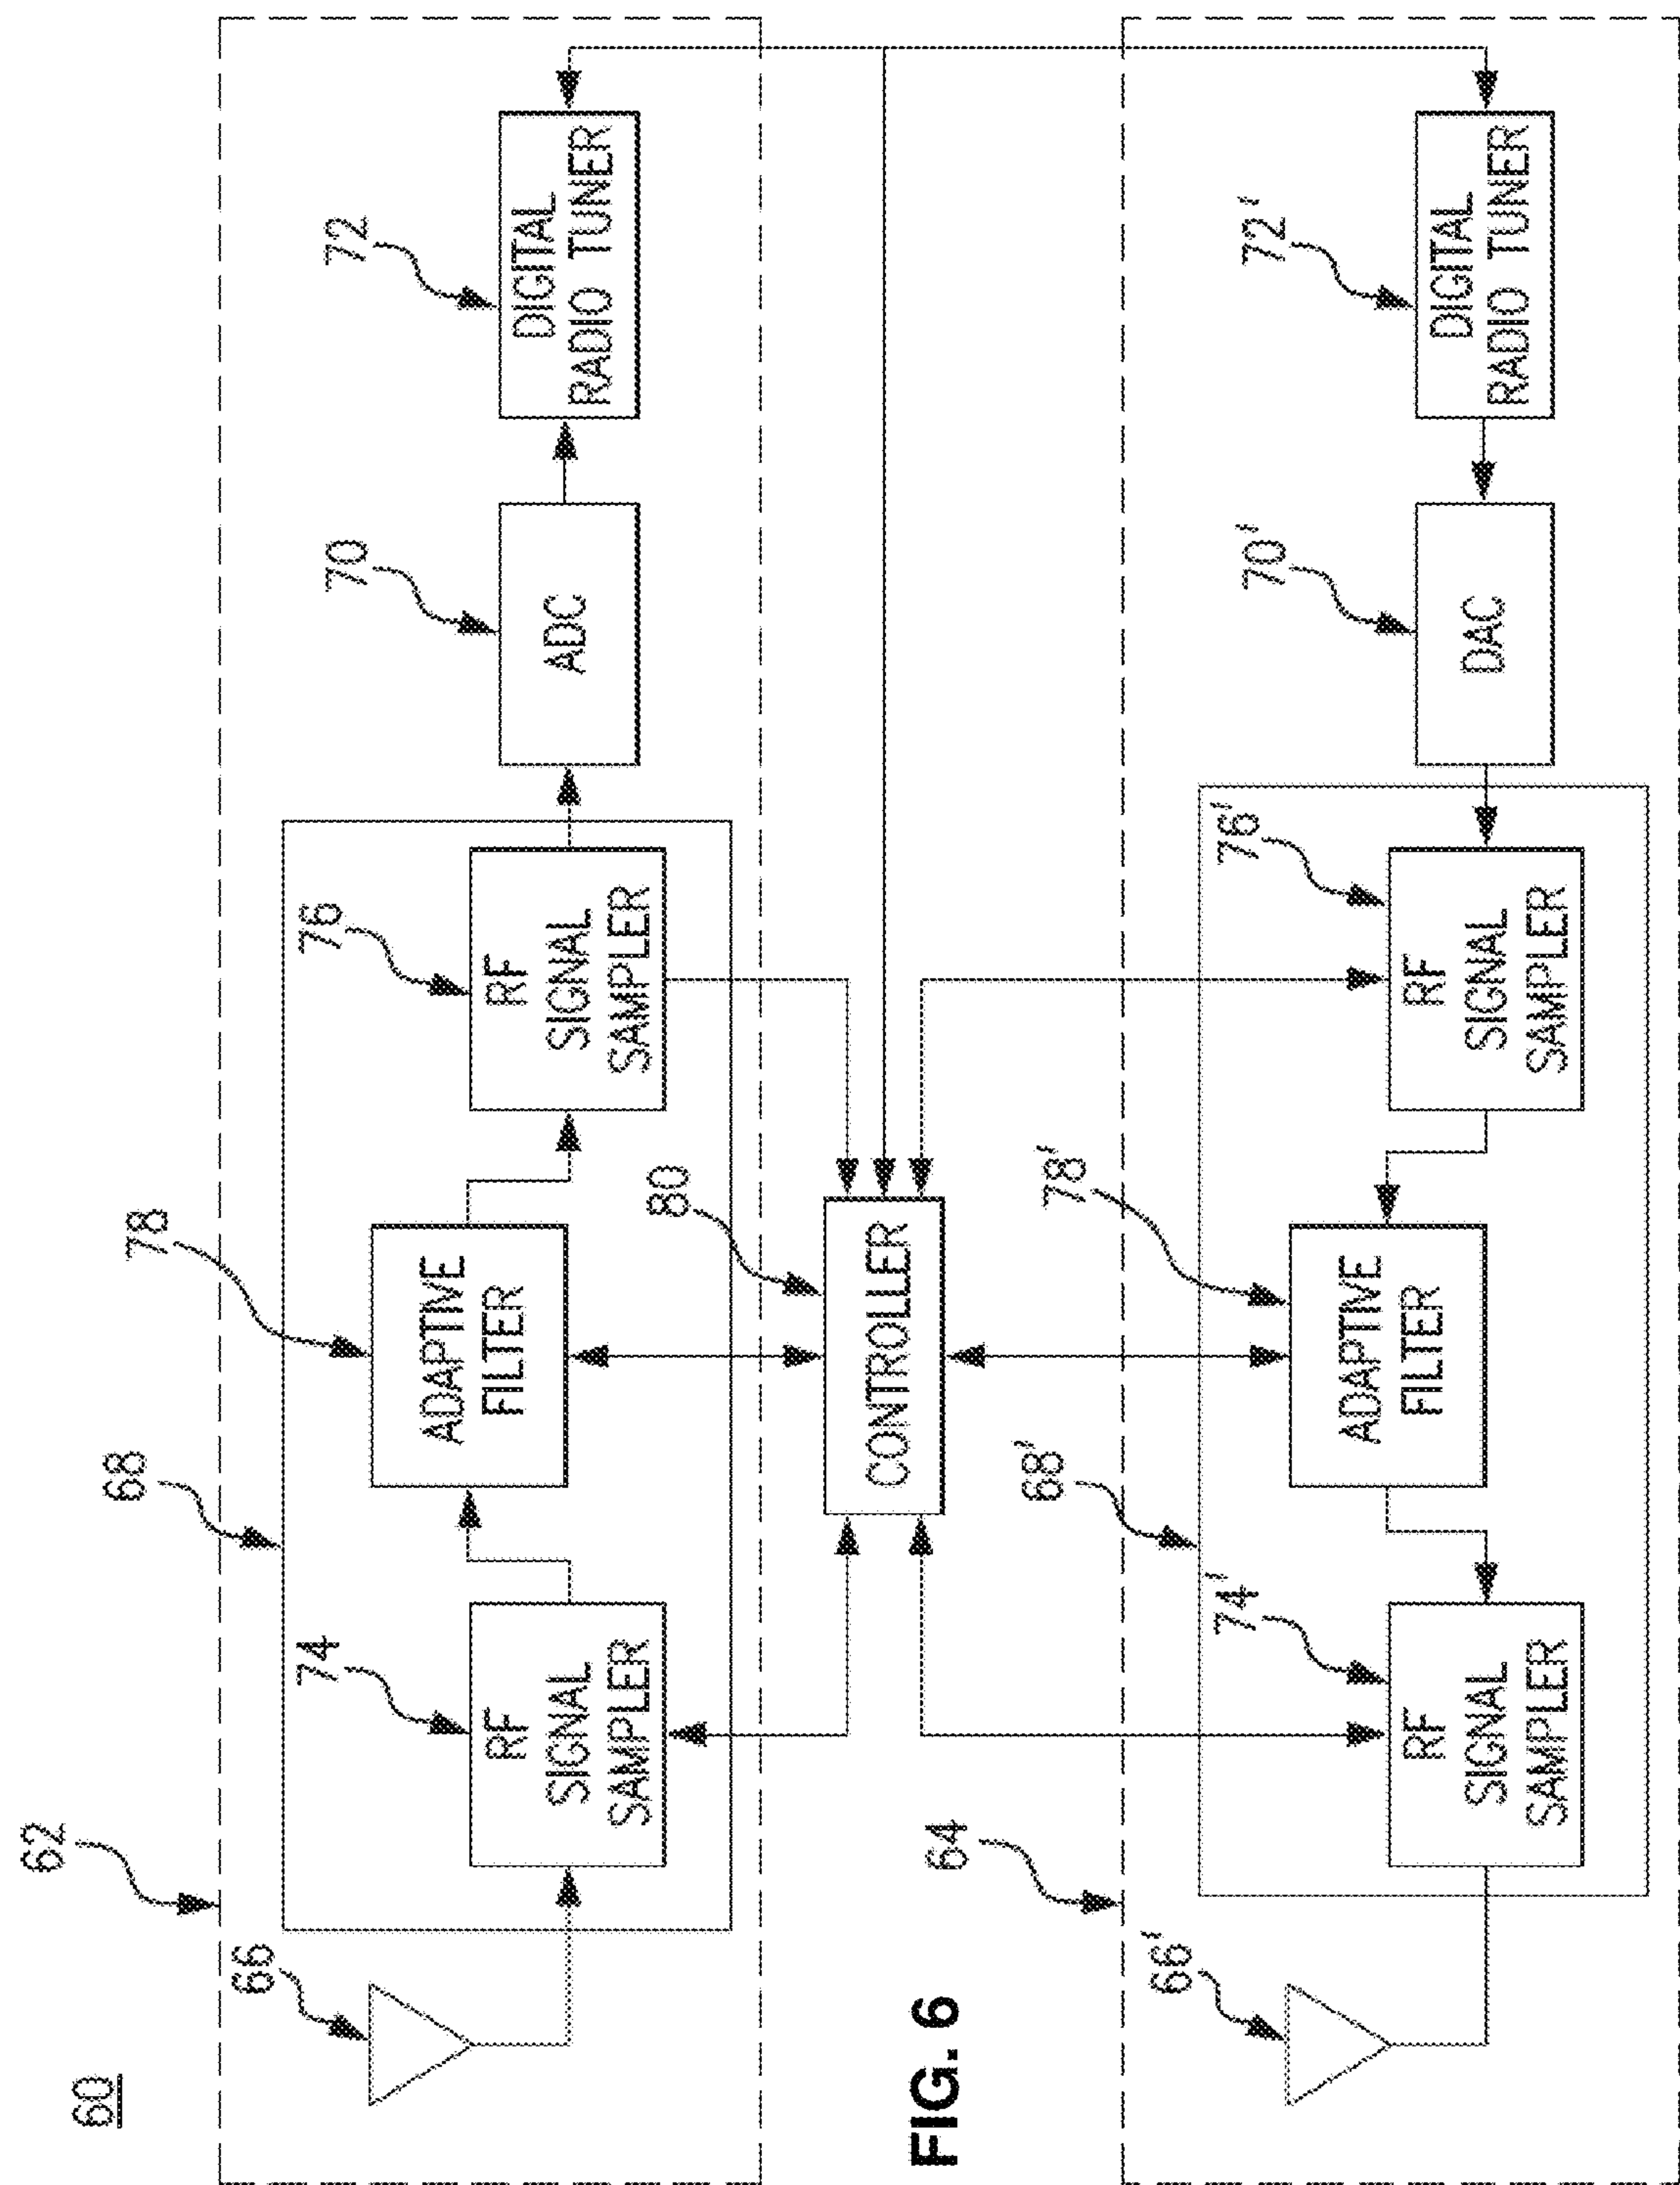 60
62
66
68
74
RF
SIGNAL
SAMPLER
78
ADAPTIVE
FILTER
76
RF
SIGNAL
SAMPLER
70
ADC
72
DIGITAL
RADIO TUNER
80
CONTROLLER
FIG. 6
64
66'
68'
74'
RF
SIGNAL
SAMPLER
78'
ADAPTIVE
FILTER
76'
RF
SIGNAL
SAMPLER
70'
DAC
72'
DIGITAL
RADIO TUNER